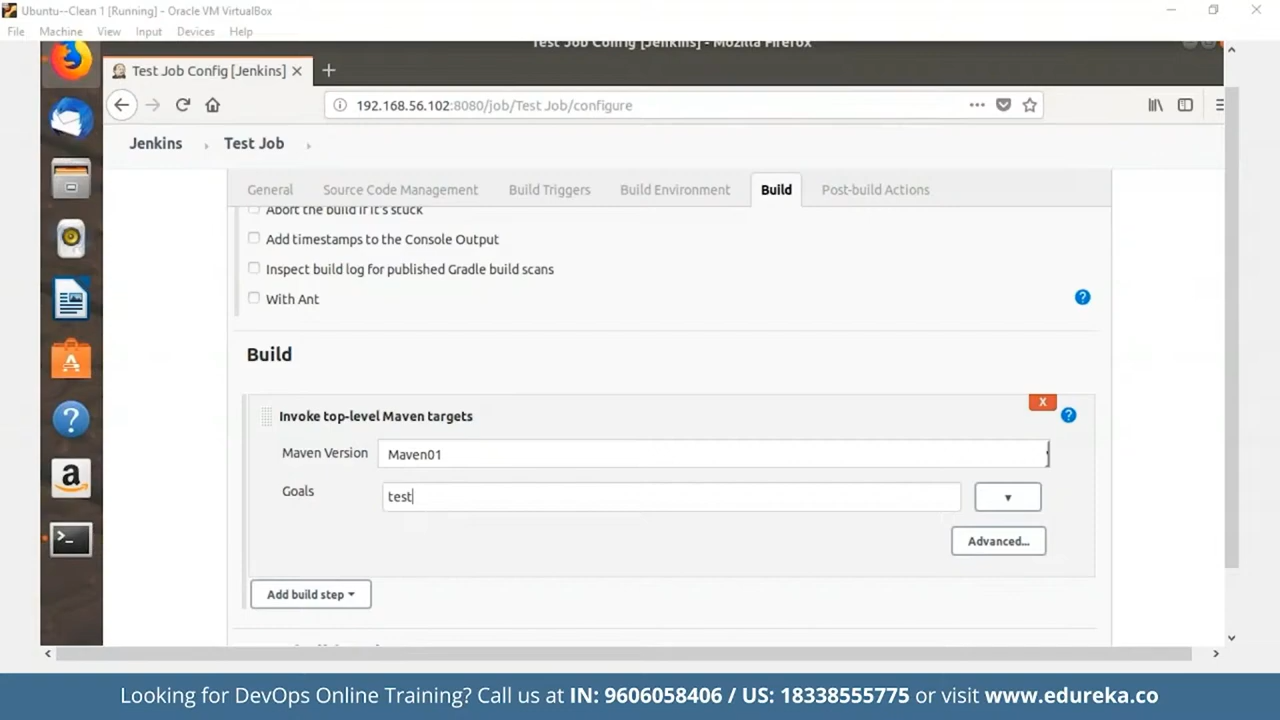 Ubuntu--Clean 1 [Running] - Oracle VM VirtualBox
File Machine View Input Devices Help
Test Job Config [Jenkins] - Mozilla Firefox
Test Job Config [Jenkins]
192.168.56.102:8080/job/Test Job/configure
Jenkins Test Job
General Source Code Management Build Triggers Build Environment Build Post-build Actions
Abort the build if it's stuck
Add timestamps to the Console Output
Inspect build log for published Gradle build scans
With Ant
Build
Invoke top-level Maven targets
X
Maven Version Maven01
Goals test
Advanced...
Add build step
Looking for DevOps Online Training? Call us at IN: 9606058406 / US: 18338555775 or visit www.edureka.co